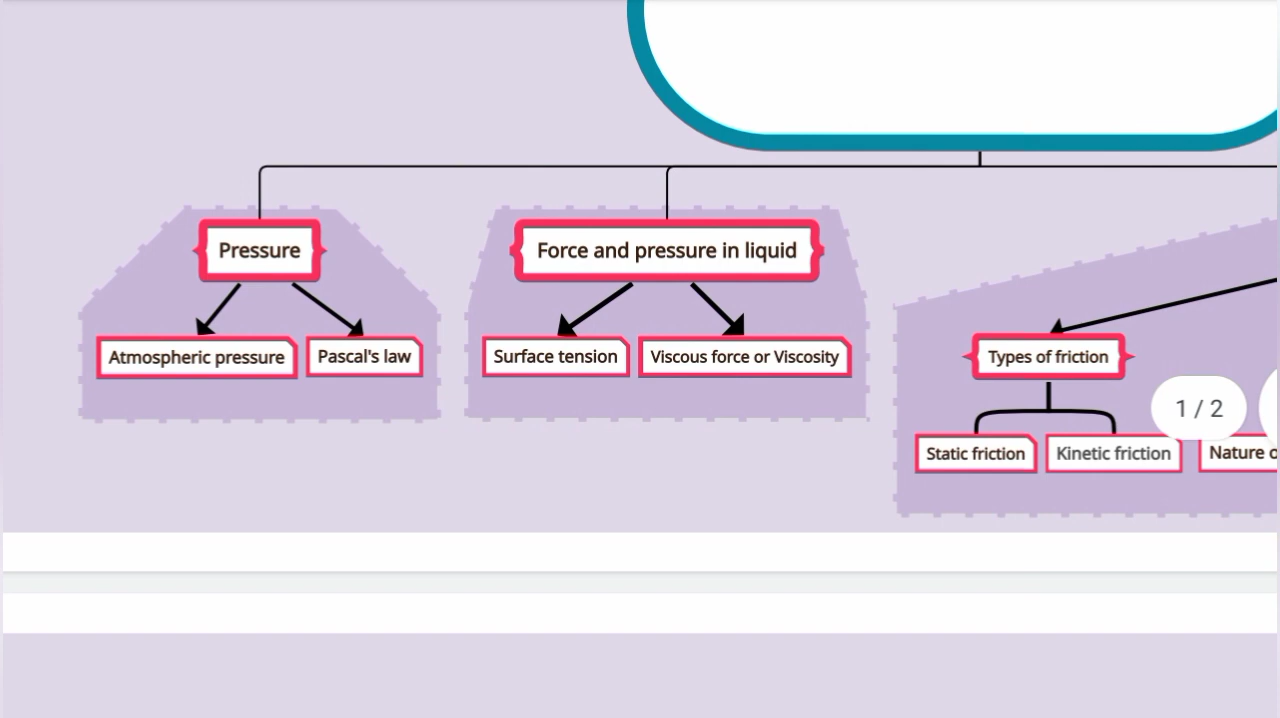 Pressure
Force and pressure in liquid
Atmospheric pressure
Pascal's law
Surface tension
Viscous force or Viscosity
Types of friction
1 / 2
Static friction
Kinetic friction
Nature